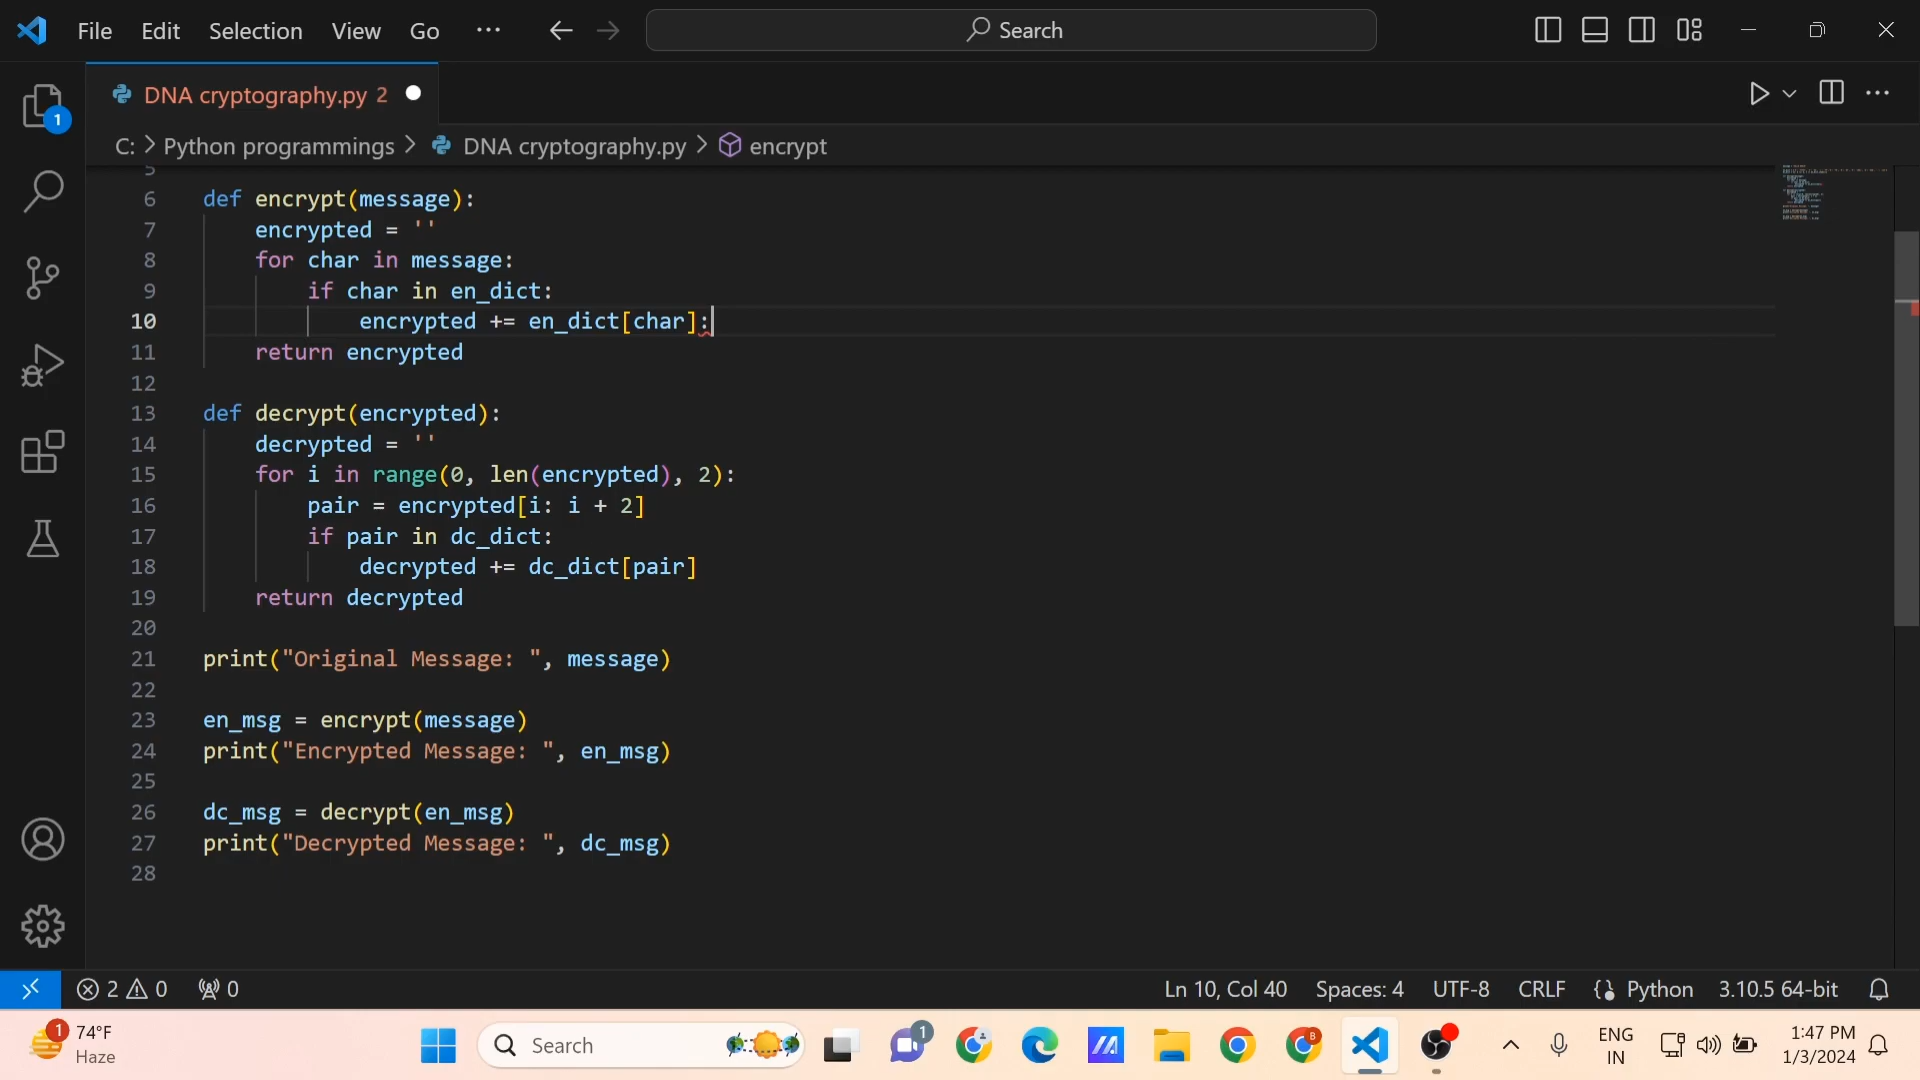 File Edit Selection View Go ··· Search
DNA cryptography.py 2
1
C: > Python programmings > DNA cryptography.py > encrypt
5
6 def encrypt(message):
7 encrypted = ''
8 for char in message:
9 if char in en_dict:
10 encrypted += en_dict[char]:
11 return encrypted
12
13 def decrypt(encrypted):
14 decrypted = ''
15 for i in range(0, len(encrypted), 2):
16 pair = encrypted[i: i + 2]
17 if pair in dc_dict:
18 decrypted += dc_dict[pair]
19 return decrypted
20
21 print("Original Message: ", message)
22
23 en_msg = encrypt(message)
24 print("Encrypted Message: ", en_msg)
25
26 dc_msg = decrypt(en_msg)
27 print("Decrypted Message: ", dc_msg)
28
2 0 0 Ln 10, Col 40 Spaces: 4 UTF-8 CRLF Python 3.10.5 64-bit
1 74°F
Haze
Search
1
B
ENG
IN
1:47 PM
1/3/2024